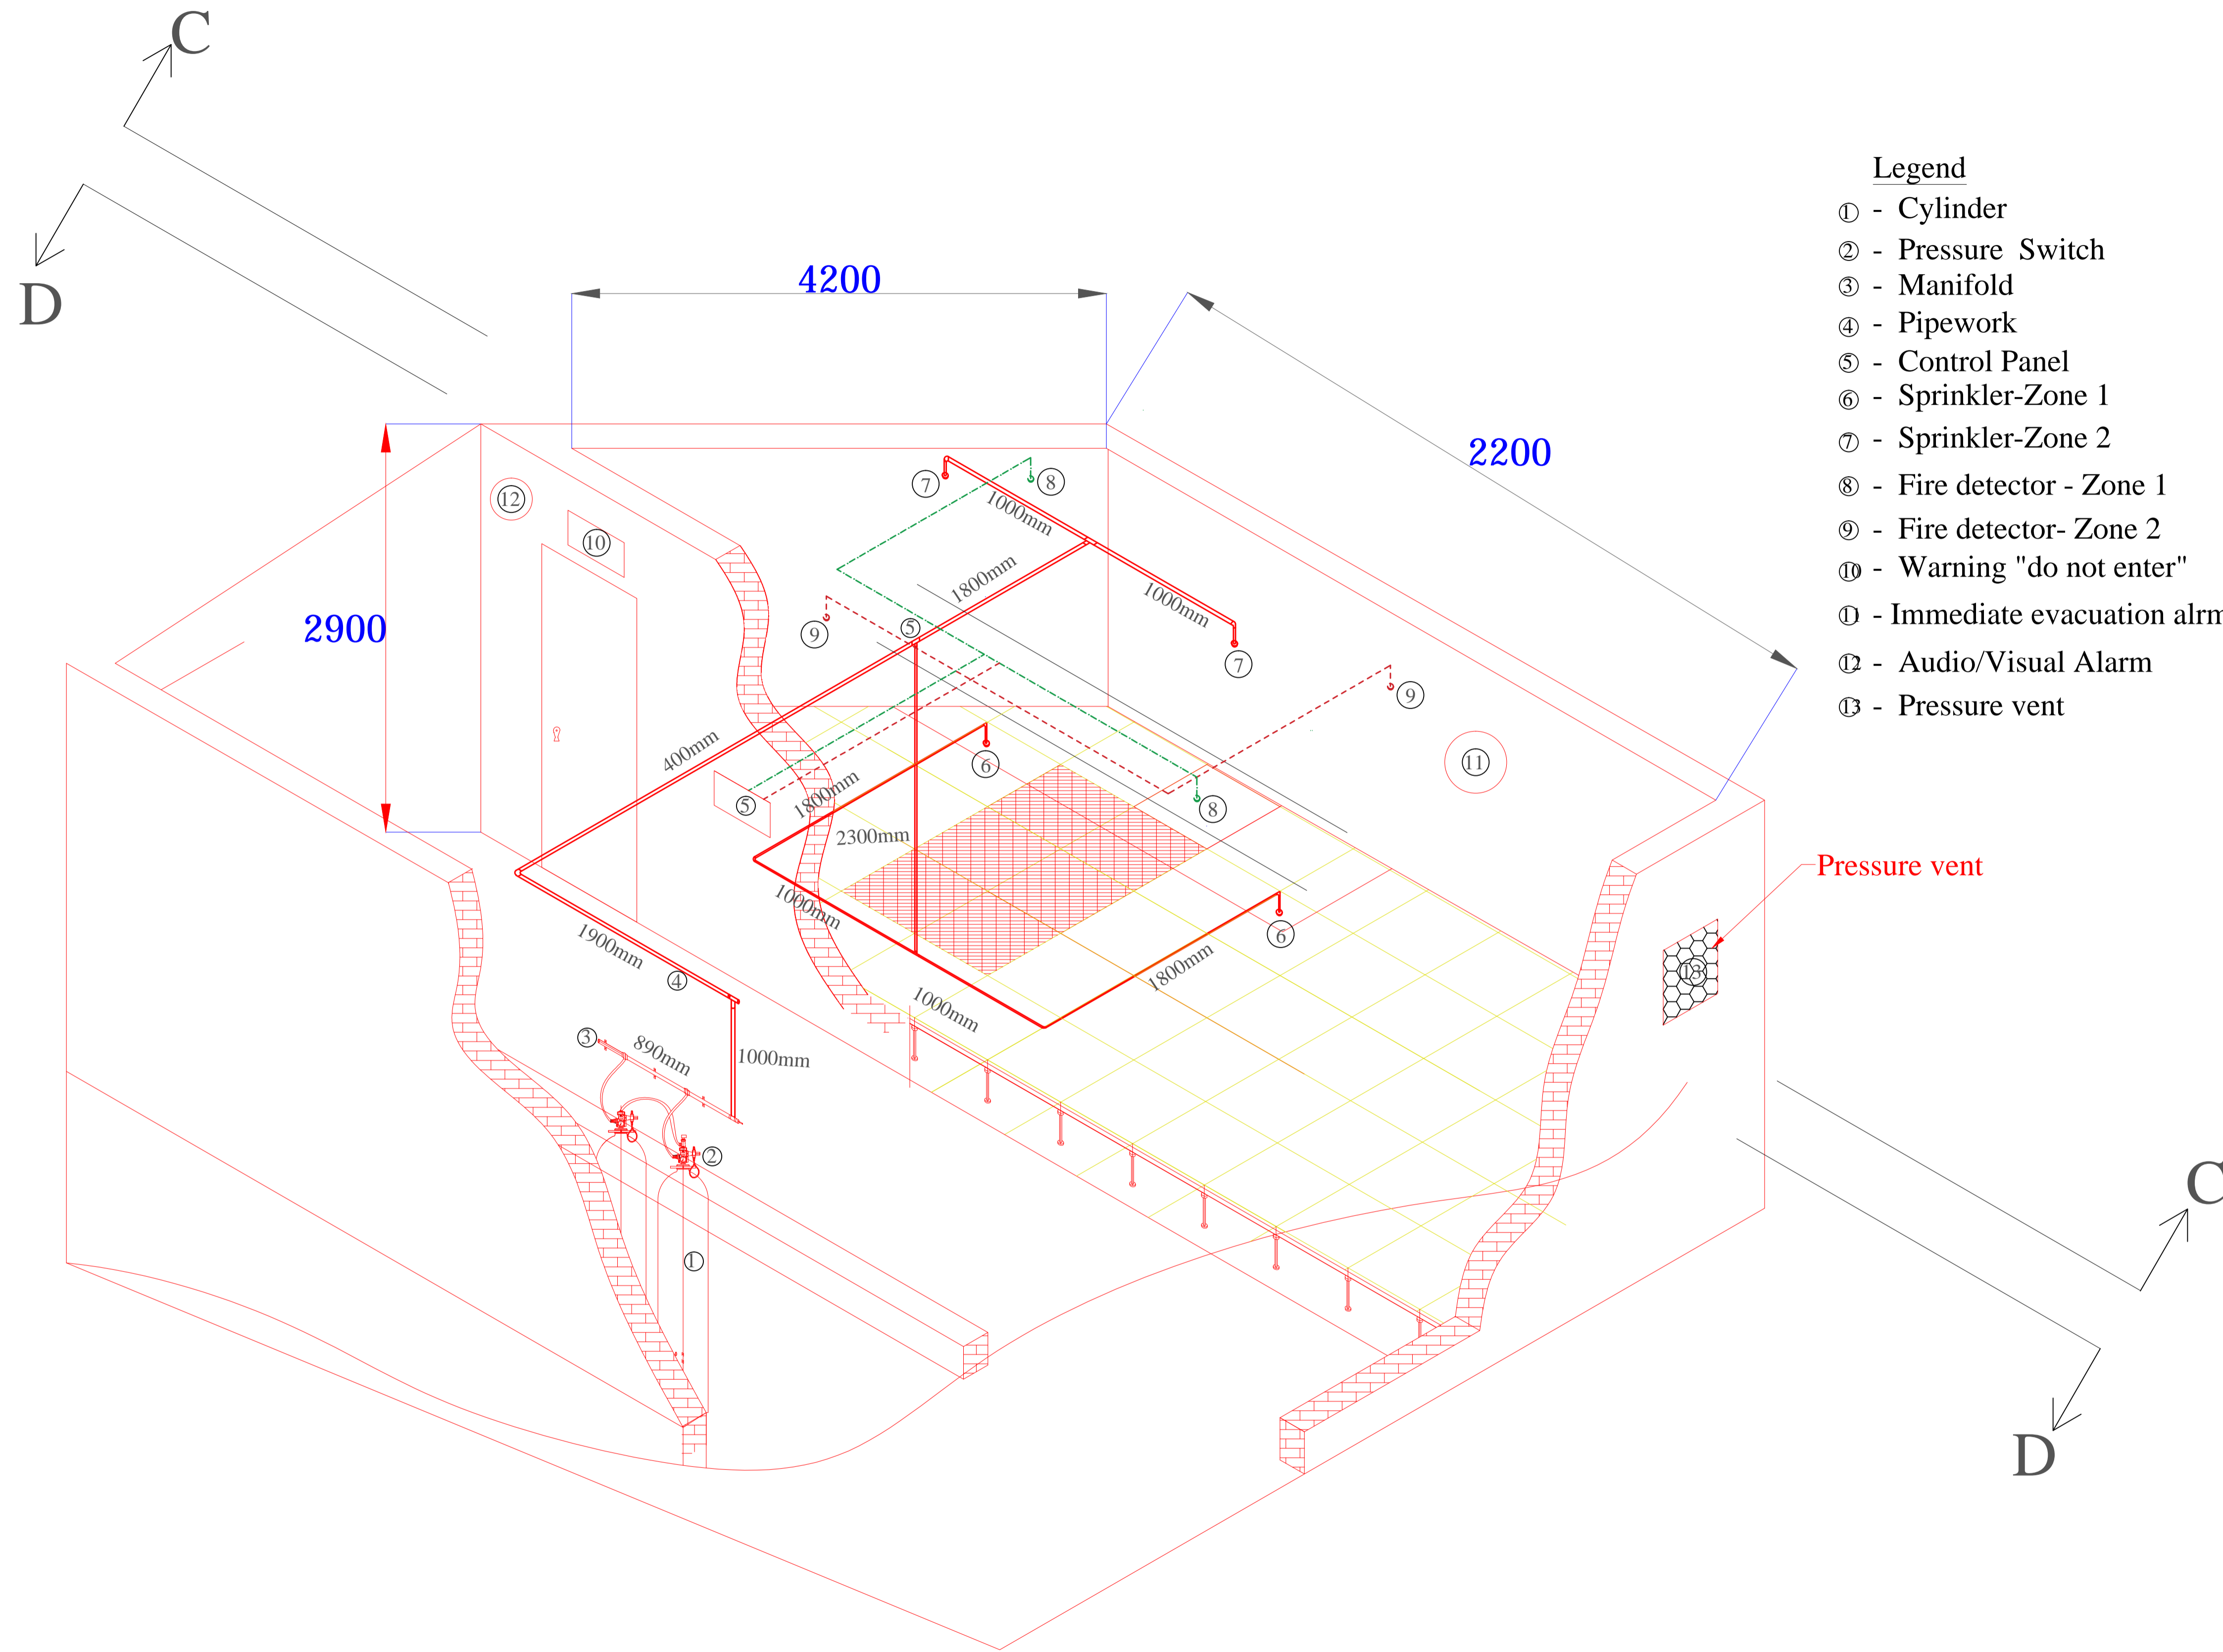 C
D
4200
2200
2900
Legend
① - Cylinder
② - Pressure Switch
③ - Manifold
④ - Pipework
⑤ - Control Panel
⑥ - Sprinkler-Zone 1
⑦ - Sprinkler-Zone 2
⑧ - Fire detector - Zone 1
⑨ - Fire detector- Zone 2
⑩ - Warning "do not enter"
⑪ - Immediate evacuation alrm
⑫ - Audio/Visual Alarm
⑬ - Pressure vent
12
10
7
8
1000mm
1800mm
1000mm
9
5
7
9
400mm
6
11
5
1800mm
8
2300mm
Pressure vent
1000mm
6
1900mm
4
1800mm
13
1000mm
3
890mm
1000mm
2
1
C
D